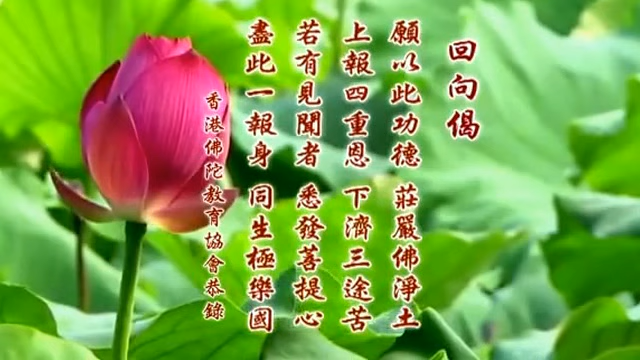 回向偈
願以此功德 莊嚴佛淨土
上報四重恩 下濟三途苦
若有見聞者 悉發菩提心
盡此一報身 同生極樂國
香港佛陀教育協會恭錄